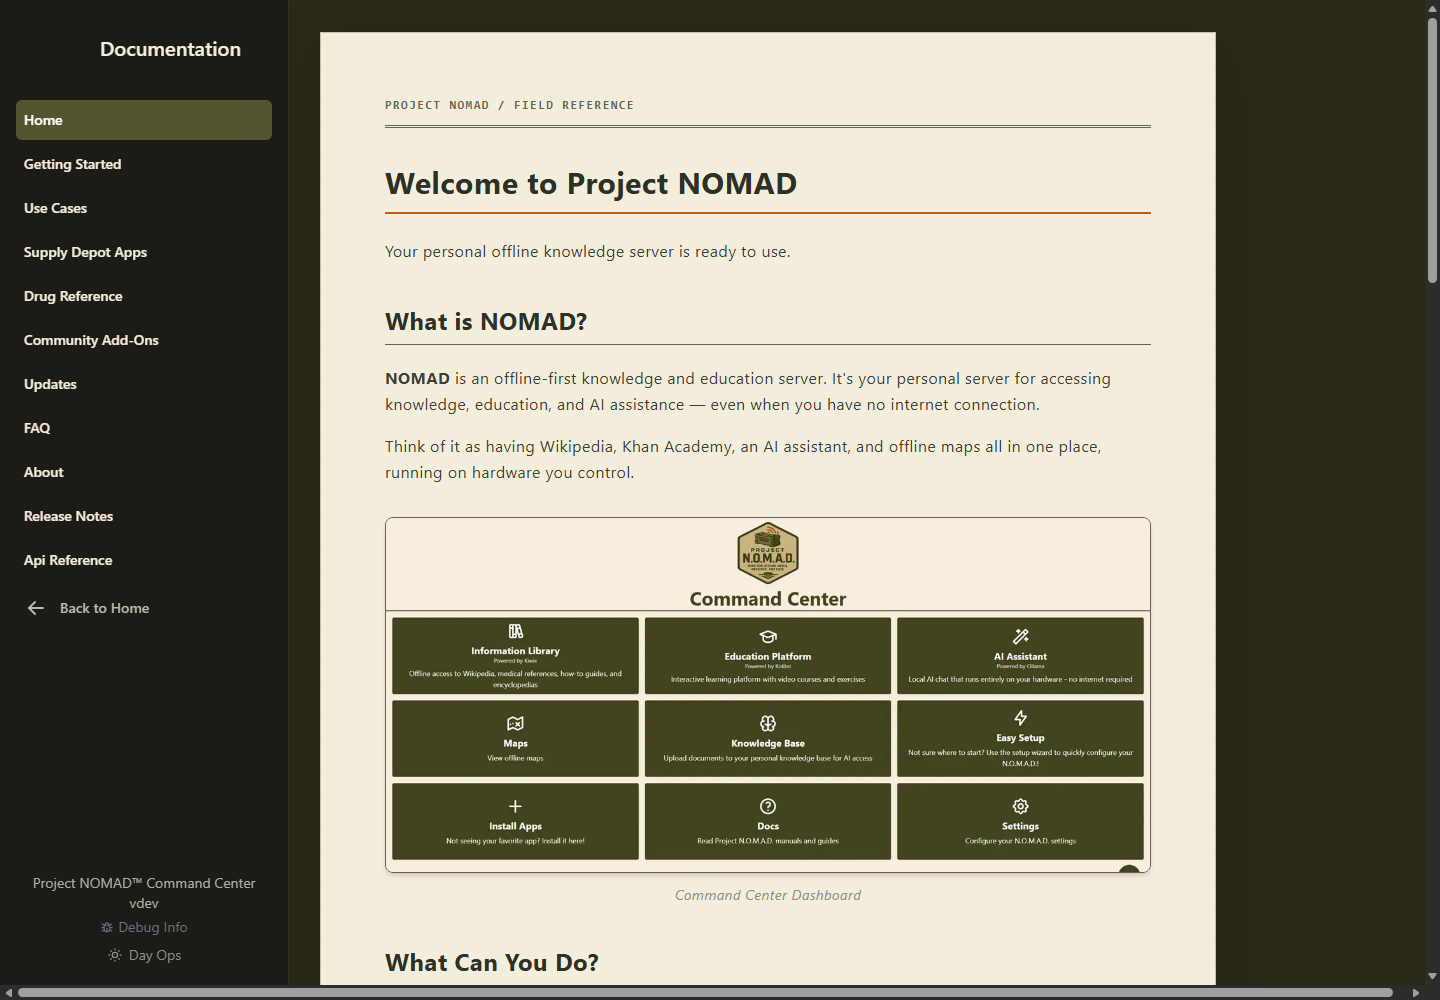 Documentation
Home
Getting Started
Use Cases
Supply Depot Apps
Drug Reference
Community Add-Ons
Updates
FAQ
About
Release Notes
Api Reference
Back to Home
Project NOMAD™ Command Center
vdev
Debug Info
Day Ops
PROJECT NOMAD / FIELD REFERENCE
Welcome to Project NOMAD
Your personal offline knowledge server is ready to use.
What is NOMAD?
NOMAD is an offline-first knowledge and education server. It's your personal server for accessing
knowledge, education, and AI assistance — even when you have no internet connection.
Think of it as having Wikipedia, Khan Academy, an AI assistant, and offline maps all in one place,
running on hardware you control.
PROJECT
N.O.M.A.D.
Command Center
Information Library
Powered by Kiwix
Offline access to Wikipedia, medical references, how-to guides, and
encyclopedias
Education Platform
Powered by Kolibri
Interactive learning platform with video courses and exercises
AI Assistant
Powered by Ollama
Local AI chat that runs entirely on your hardware - no internet required
Maps
View offline maps
Knowledge Base
Upload documents to your personal knowledge base for AI access
Easy Setup
Not sure where to start? Use the setup wizard to quickly configure your
N.O.M.A.D.!
Install Apps
Not seeing your favorite app? Install it here!
Docs
Read Project N.O.M.A.D. manuals and guides
Settings
Configure your N.O.M.A.D. settings
Command Center Dashboard
What Can You Do?